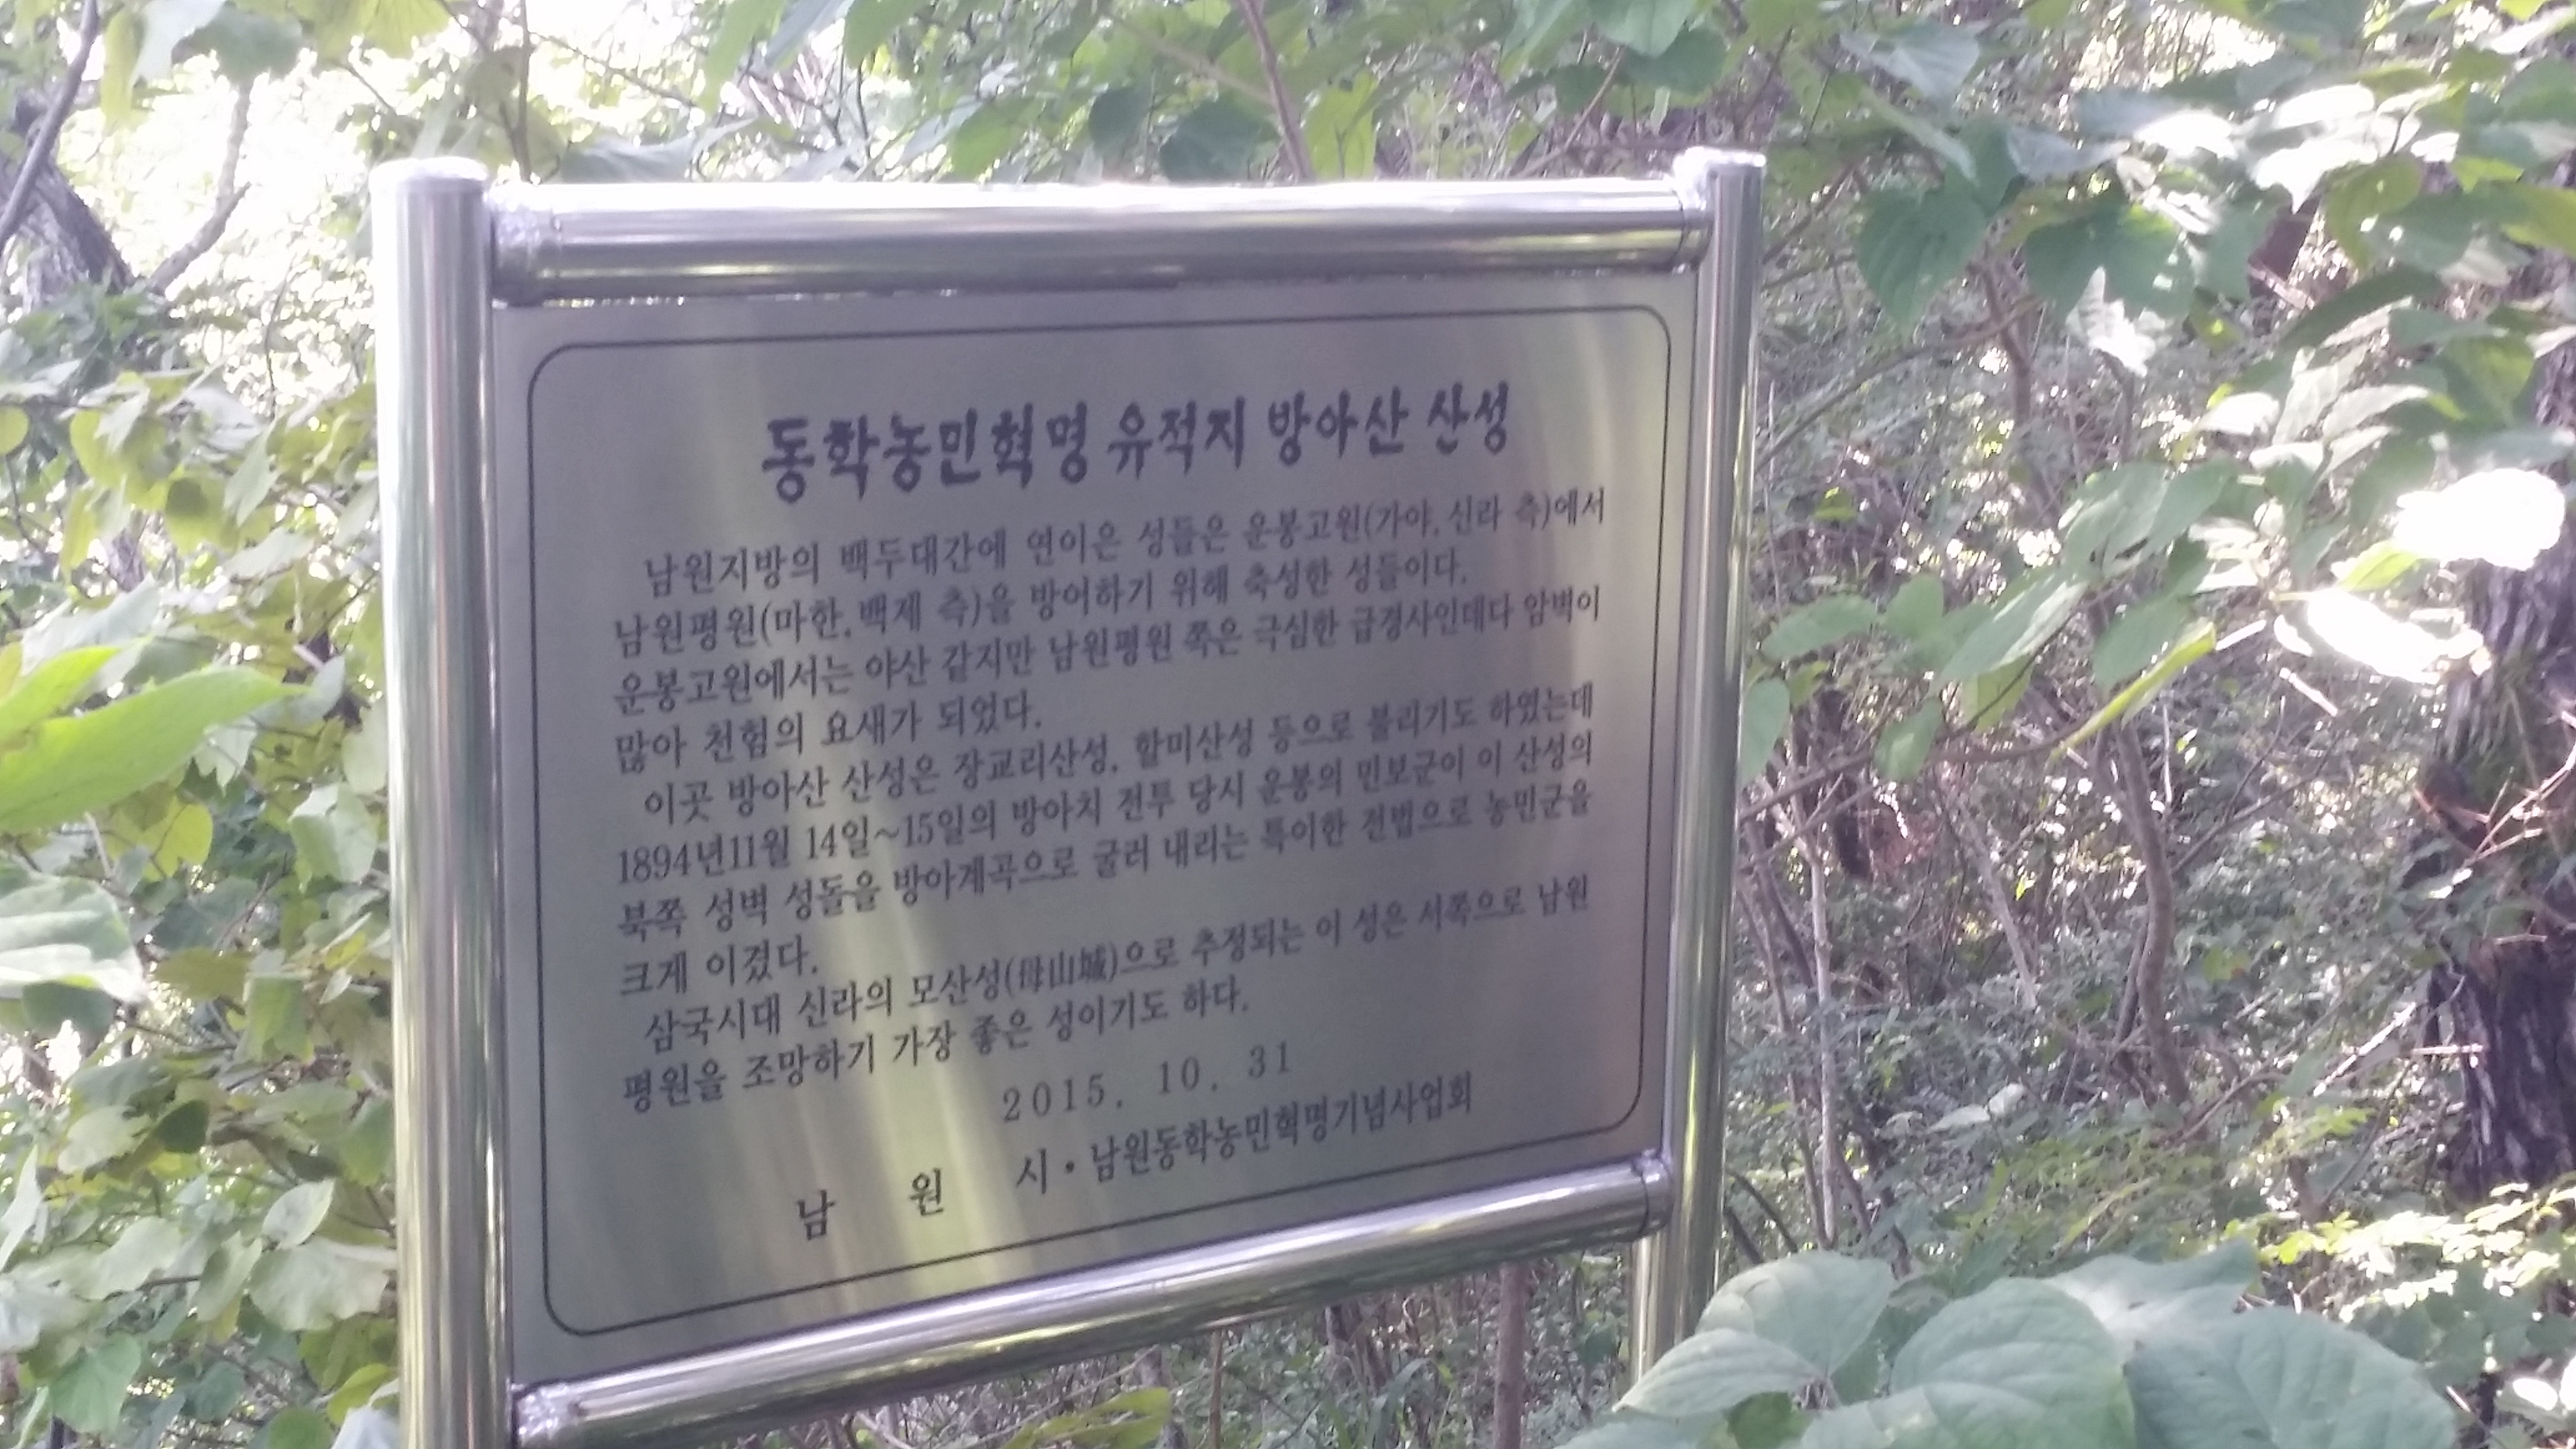 동학농민혁명 유적지 방아산 산성
남원지방의 백두대간에 연이은 성들은 운봉고원(가야, 신라 측)에서
남원평원(마한, 백제 측)을 방어하기 위해 축성한 성들이다.
운봉고원에서는 야산 같지만 남원평원 쪽은 극심한 급경사인데다 암벽이
많아 천험의 요새가 되었다.
이곳 방아산 산성은 장교리산성, 할미산성 등으로 불리기도 하였는데
1894년11월 14일~15일의 방아치 전투 당시 운봉의 민보군이 이 산성의
북쪽 성벽 성돌을 방아계곡으로 굴러 내리는 특이한 전법으로 농민군을
크게 이겼다.
삼국시대 신라의 모산성(母山城)으로 추정되는 이 성은 서쪽으로 남원
평원을 조망하기 가장 좋은 성이기도 하다.
2015. 10. 31
남 원 시·남원동학농민혁명기념사업회